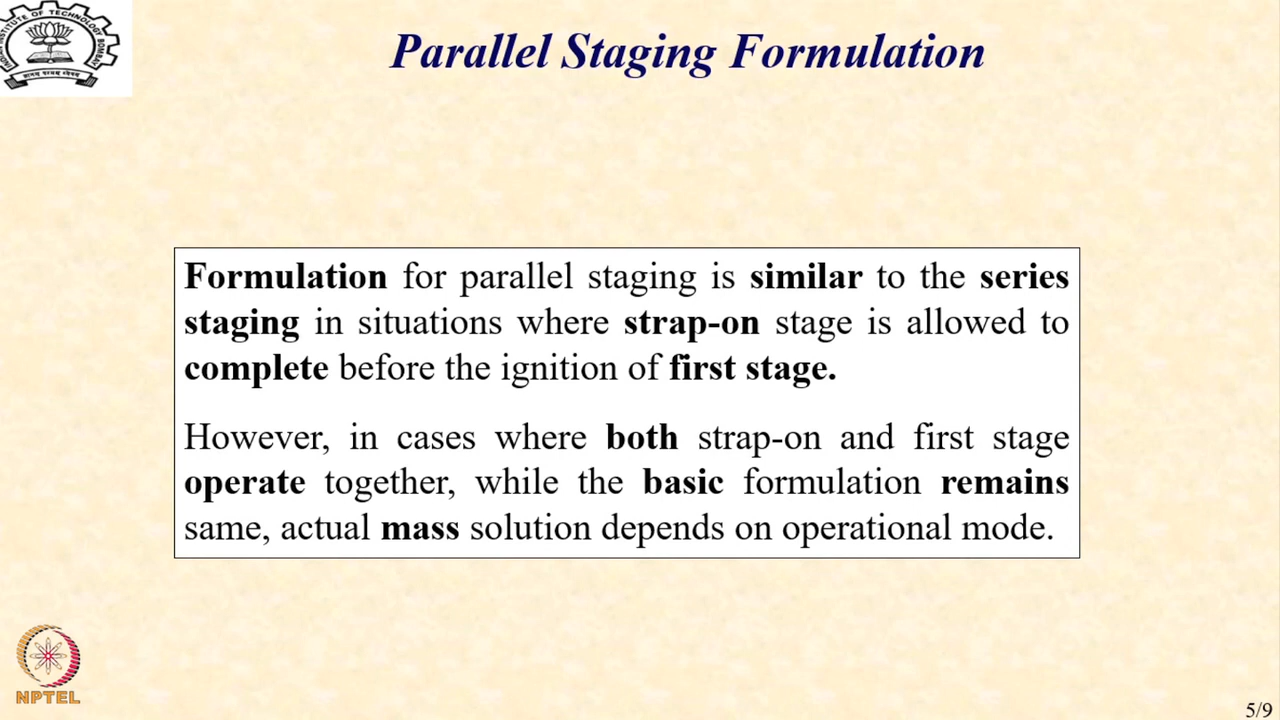 Parallel Staging Formulation
Formulation for parallel staging is similar to the series
staging in situations where strap-on stage is allowed to
complete before the ignition of first stage.
However, in cases where both strap-on and first stage
operate together, while the basic formulation remains
same, actual mass solution depends on operational mode.
NPTEL
5/9